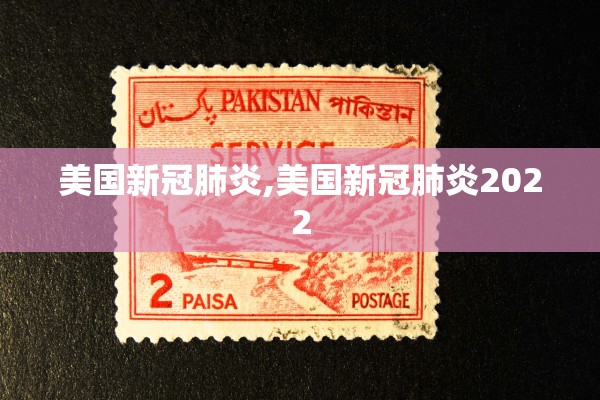 پاکستان PAKISTAN পাকিস্তান
SERVICE
美国新冠肺炎,美国新冠肺炎202
2
2 PAISA POSTAGE